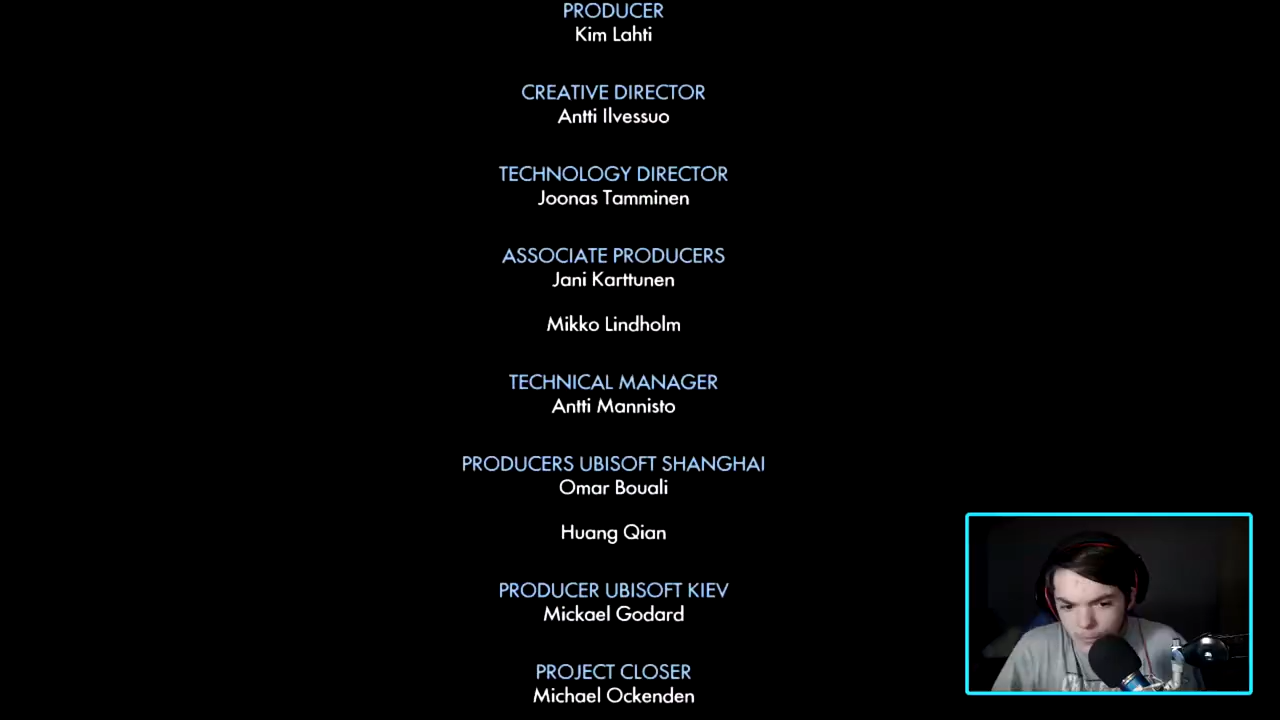 PRODUCER
Kim Lahti
CREATIVE DIRECTOR
Antti Ilvessuo
TECHNOLOGY DIRECTOR
Joonas Tamminen
ASSOCIATE PRODUCERS
Jani Karttunen
Mikko Lindholm
TECHNICAL MANAGER
Antti Mannisto
PRODUCERS UBISOFT SHANGHAI
Omar Bouali
Huang Qian
PRODUCER UBISOFT KIEV
Mickael Godard
PROJECT CLOSER
Michael Ockenden